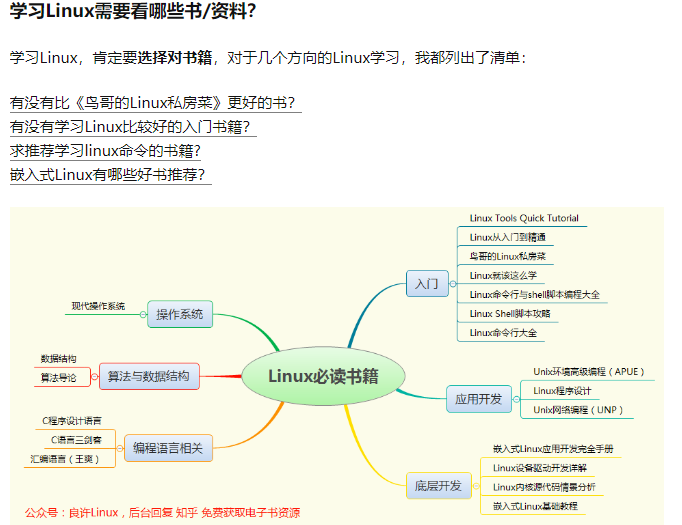 学习Linux需要看哪些书/资料？
学习Linux，肯定要选择对书籍，对于几个方向的Linux学习，我都列出了清单：
有没有比《鸟哥的Linux私房菜》更好的书？
有没有学习Linux比较好的入门书籍？
求推荐学习linux命令的书籍?
嵌入式Linux有哪些好书推荐？
Linux必读书籍
入门
Linux Tools Quick Tutorial
Linux从入门到精通
鸟哥的Linux私房菜
Linux就该这么学
Linux命令行与shell脚本编程大全
Linux Shell脚本攻略
Linux命令行大全
应用开发
Unix环境高级编程（APUE）
Linux程序设计
Unix网络编程（UNP）
底层开发
嵌入式Linux应用开发完全手册
Linux设备驱动开发详解
Linux内核源代码情景分析
嵌入式Linux基础教程
操作系统
现代操作系统
算法与数据结构
数据结构
算法导论
编程语言相关
C程序设计语言
C语言三剑客
汇编语言（王爽）
公众号：良许Linux，后台回复 知乎 免费获取电子书资源